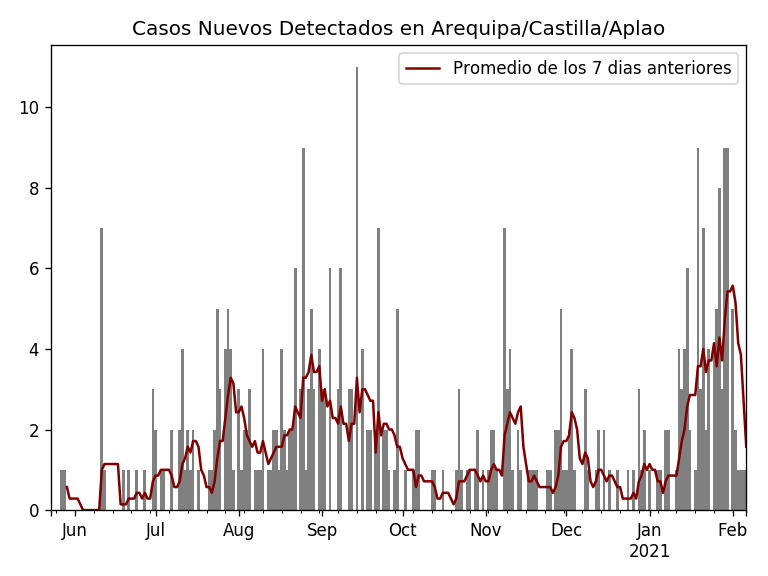 Casos Nuevos Detectados en Arequipa/Castilla/Aplao
Promedio de los 7 dias anteriores
10
8
6
4
2
0
Jun Jul Aug Sep Oct Nov Dec Jan Feb
2021